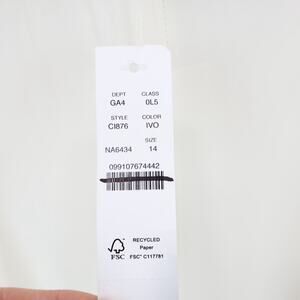 DEPT CLASS
GA4 0L5
STYLE COLOR
CI876 IVO
SIZE
NA6434 14
099107674442
RECYCLED
Paper
FSC FSC® C117781